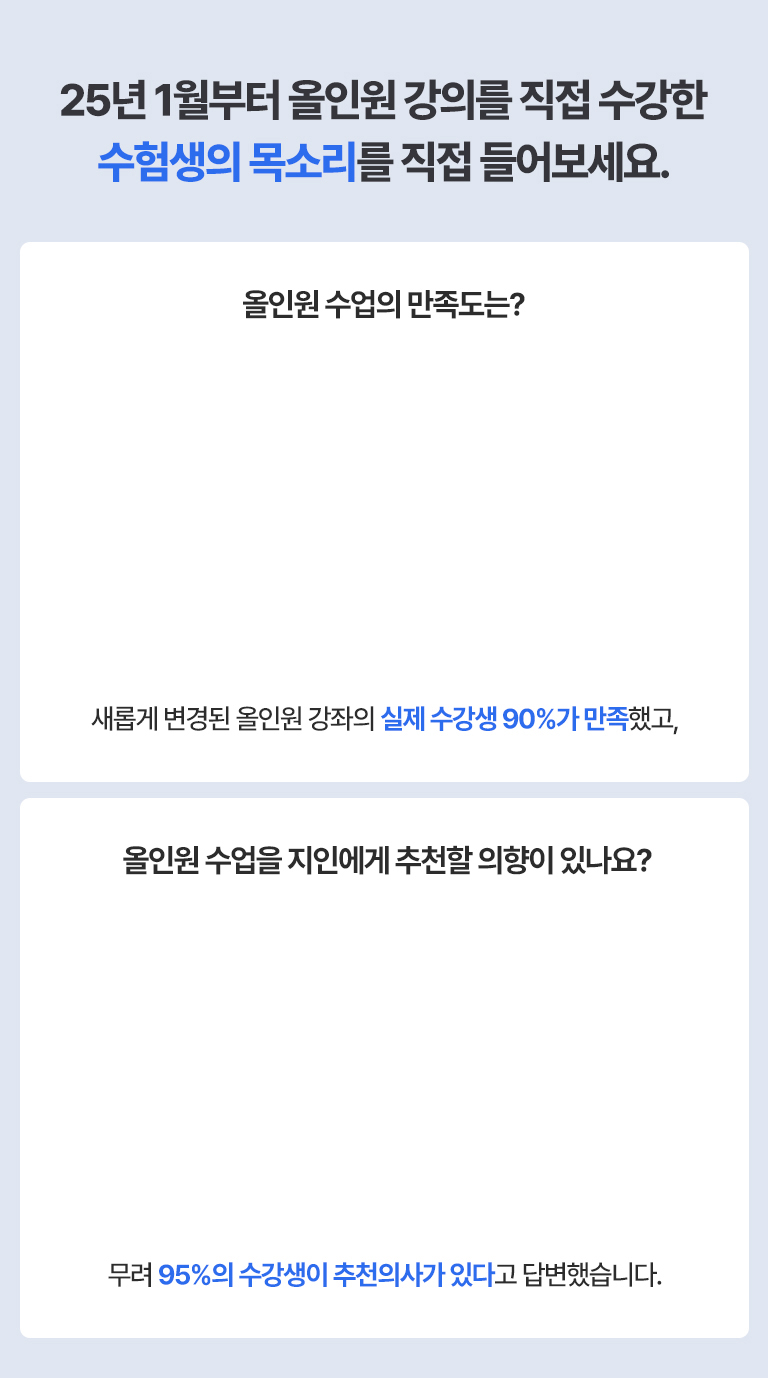 25년 1월부터 올인원 강의를 직접 수강한
수험생의 목소리를 직접 들어보세요.
올인원 수업의 만족도는?
새롭게 변경된 올인원 강좌의 실제 수강생 90%가 만족했고,
올인원 수업을 지인에게 추천할 의향이 있나요?
무려 95%의 수강생이 추천의사가 있다고 답변했습니다.